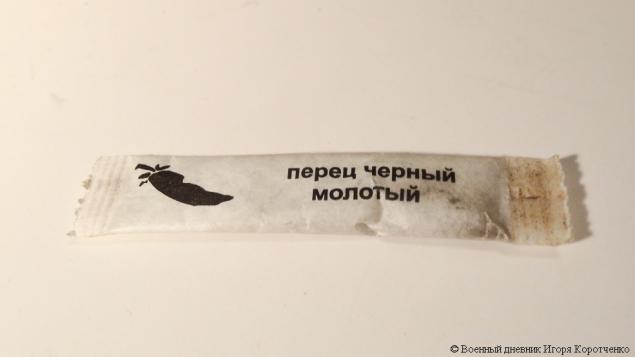 перец черный
молотый
© Военный дневник Игоря Коротченко